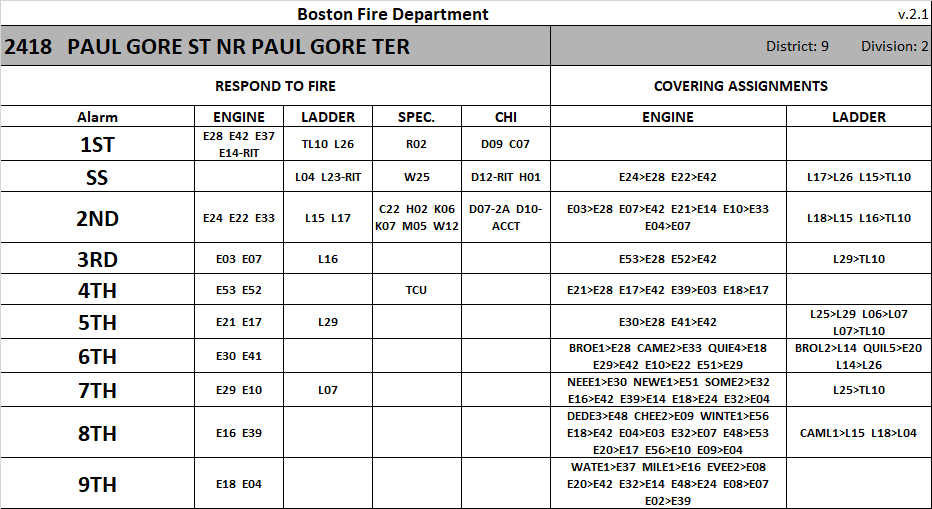 Boston Fire Department v.2.1
2418 PAUL GORE ST NR PAUL GORE TER District: 9 Division: 2
RESPOND TO FIRE COVERING ASSIGNMENTS
Alarm ENGINE LADDER SPEC. CHI ENGINE LADDER
1ST E28 E42 E37 E14-RIT TL10 L26 R02 D09 C07
SS L04 L23-RIT W25 D12-RIT H01 E24>E28 E22>E42 L17>L26 L15>TL10
2ND E24 E22 E33 L15 L17 C22 H02 K06 K07 M05 W12 D07-2A D10-ACCT E03>E28 E07>E42 E21>E14 E10>E33 E04>E07 L18>L15 L16>TL10
3RD E03 E07 L16 E53>E28 E52>E42 L29>TL10
4TH E53 E52 TCU E21>E28 E17>E42 E39>E03 E18>E17
5TH E21 E17 L29 E30>E28 E41>E42 L25>L29 L06>L07 L07>TL10
6TH E30 E41 BROE1>E28 CAME2>E33 QUIE4>E18 E29>E42 E10>E22 E51>E29 BROL2>L14 QUIL5>E20 L14>L26
7TH E29 E10 L07 NEEE1>E30 NEWE1>E51 SOME2>E32 E16>E42 E39>E14 E18>E24 E32>E04 L25>TL10
8TH E16 E39 DEDE3>E48 CHEE2>E09 WINTE1>E56 E18>E42 E04>E03 E32>E07 E48>E53 E20>E17 E56>E10 E09>E04 CAML1>L15 L18>L04
9TH E18 E04 WATE1>E37 MILE1>E16 EVEE2>E08 E20>E42 E32>E14 E48>E24 E08>E07 E02>E39